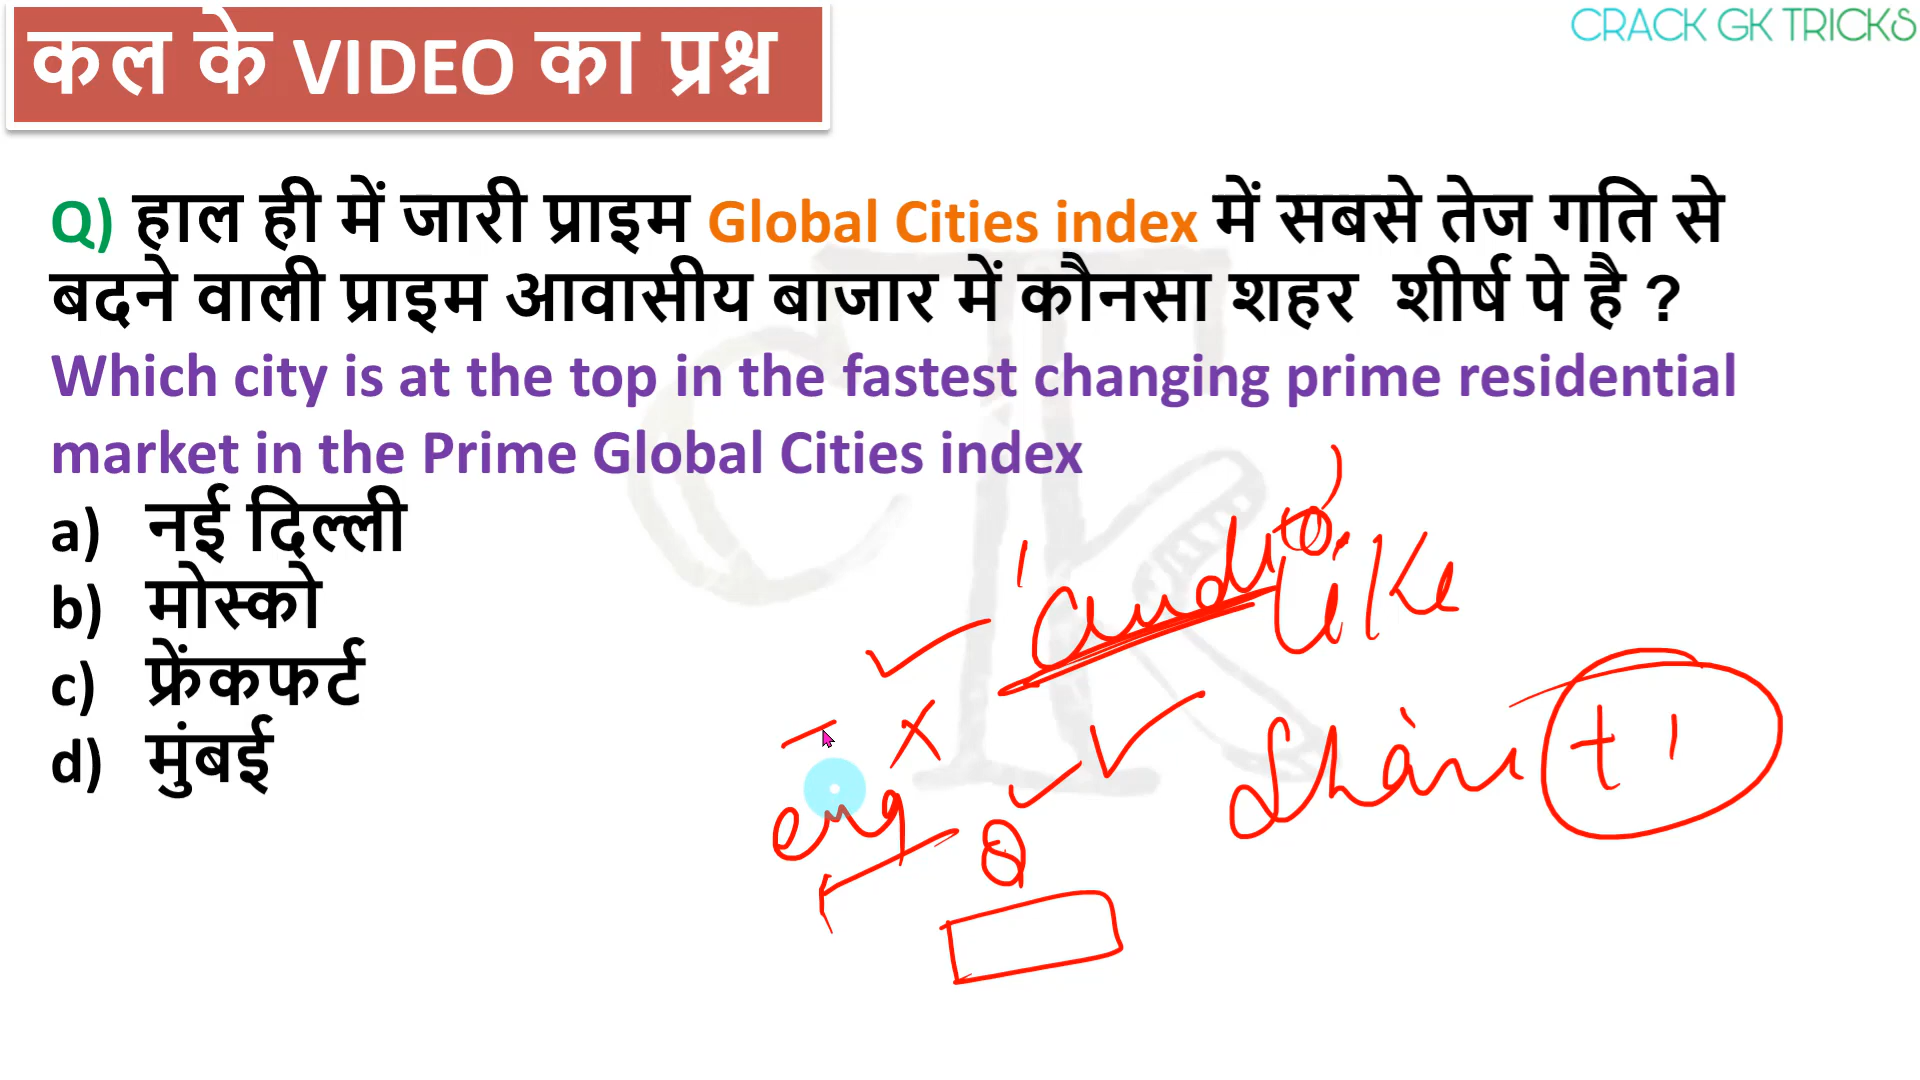 कल के VIDEO का प्रश्न
CRACK GK TRICKS
Q) हाल ही में जारी प्राइम Global Cities index में सबसे तेज गति से
बदने वाली प्राइम आवासीय बाजार में कौनसा शहर शीर्ष पे है ?
Which city is at the top in the fastest changing prime residential
market in the Prime Global Cities index
a) नई दिल्ली
b) मोस्को
c) फ्रेंकफर्ट
d) मुंबई
Like
eng
Q